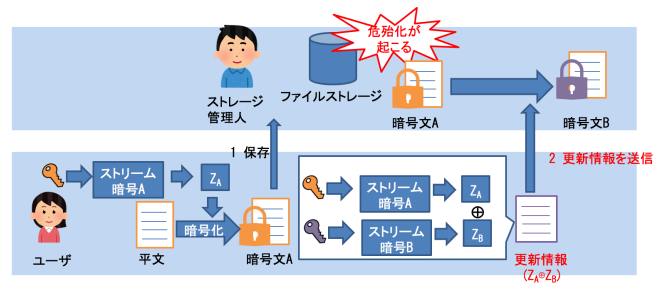 危殆化が
起こる
ストレージ
管理人
ファイルストレージ
暗号文A
暗号文B
1 保存
2 更新情報を送信
ストリーム
暗号A
ZA
ユーザ
平文
暗号化
暗号文A
ストリーム
暗号A
ZA
⊕
ストリーム
暗号B
ZB
更新情報
(ZA⊕ZB)